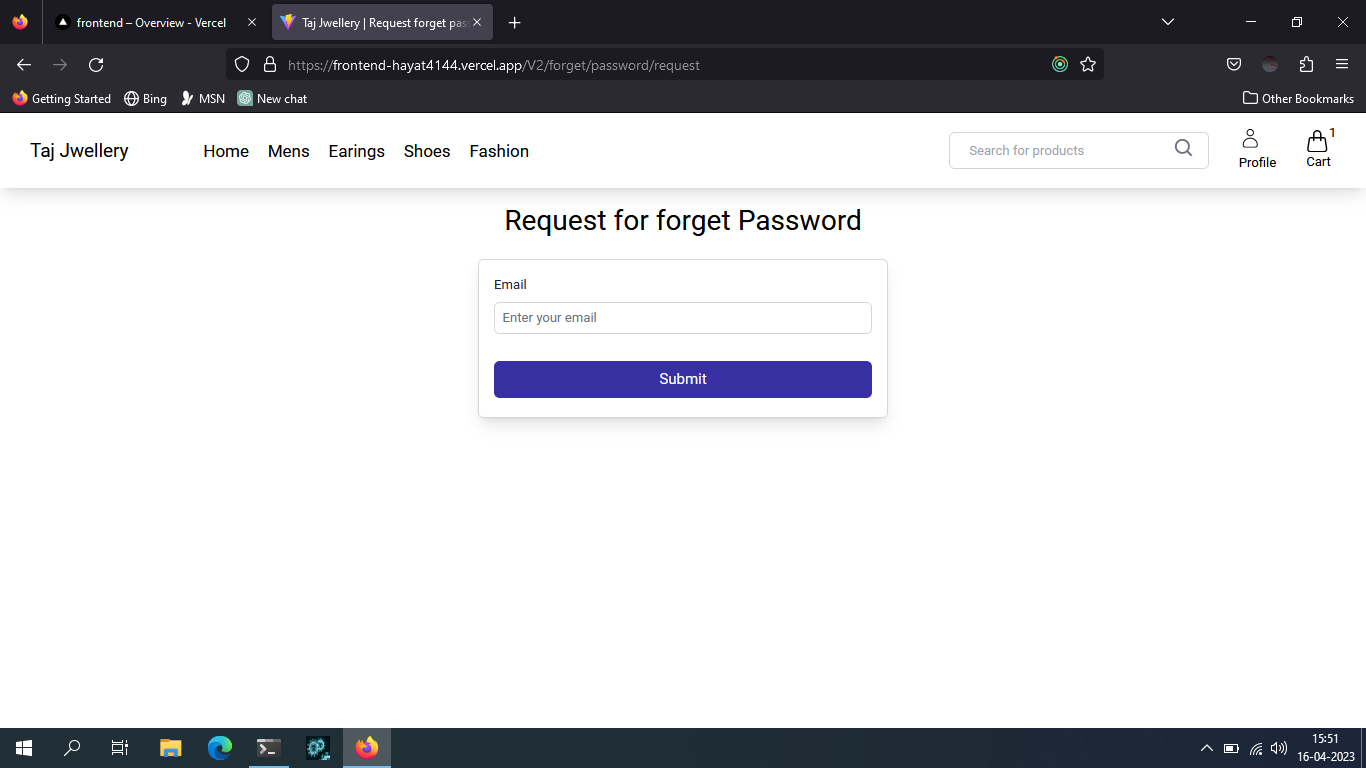 frontend – Overview - Vercel
Taj Jwellery | Request forget pas
https://frontend-hayat4144.vercel.app/V2/forget/password/request
Getting Started Bing MSN New chat Other Bookmarks
Taj Jwellery Home Mens Earings Shoes Fashion Search for products Profile 1 Cart
Request for forget Password
Email
Enter your email
Submit
15:51
16-04-2023